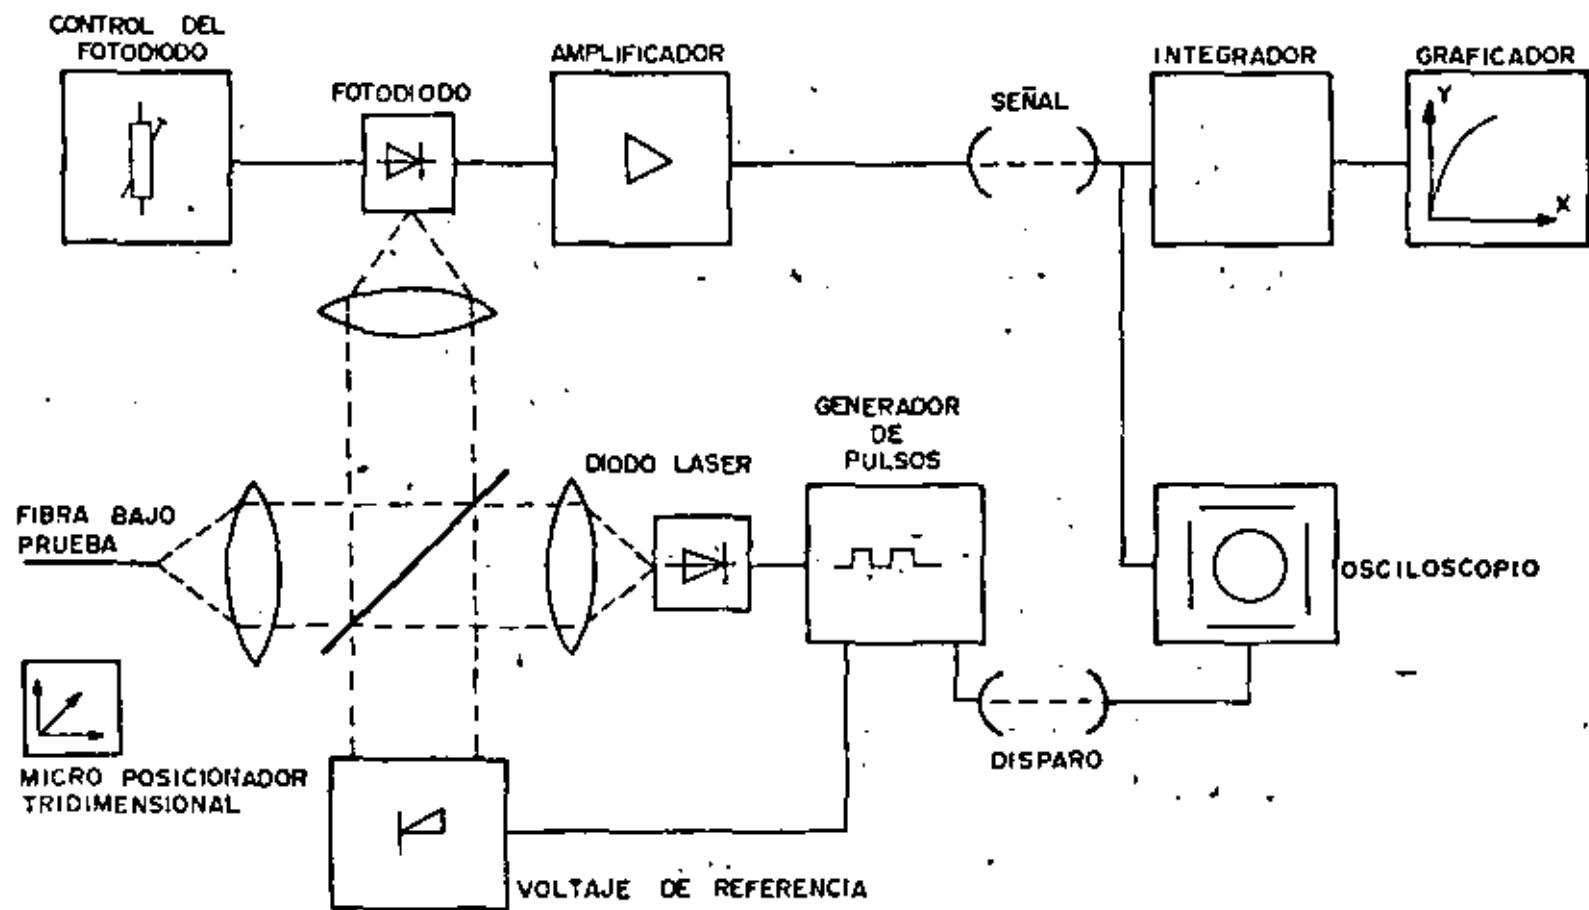 CONTROL DEL
FOTODIODO
FOTODIODO
AMPLIFICADOR
SEÑAL
INTEGRADOR
GRAFICADOR
Y
X
GENERADOR
DE
PULSOS
DIODO LASER
FIBRA BAJO
PRUEBA
OSCILOSCOPIO
MICRO POSICIONADOR
TRIDIMENSIONAL
DISPARO
VOLTAJE DE REFERENCIA